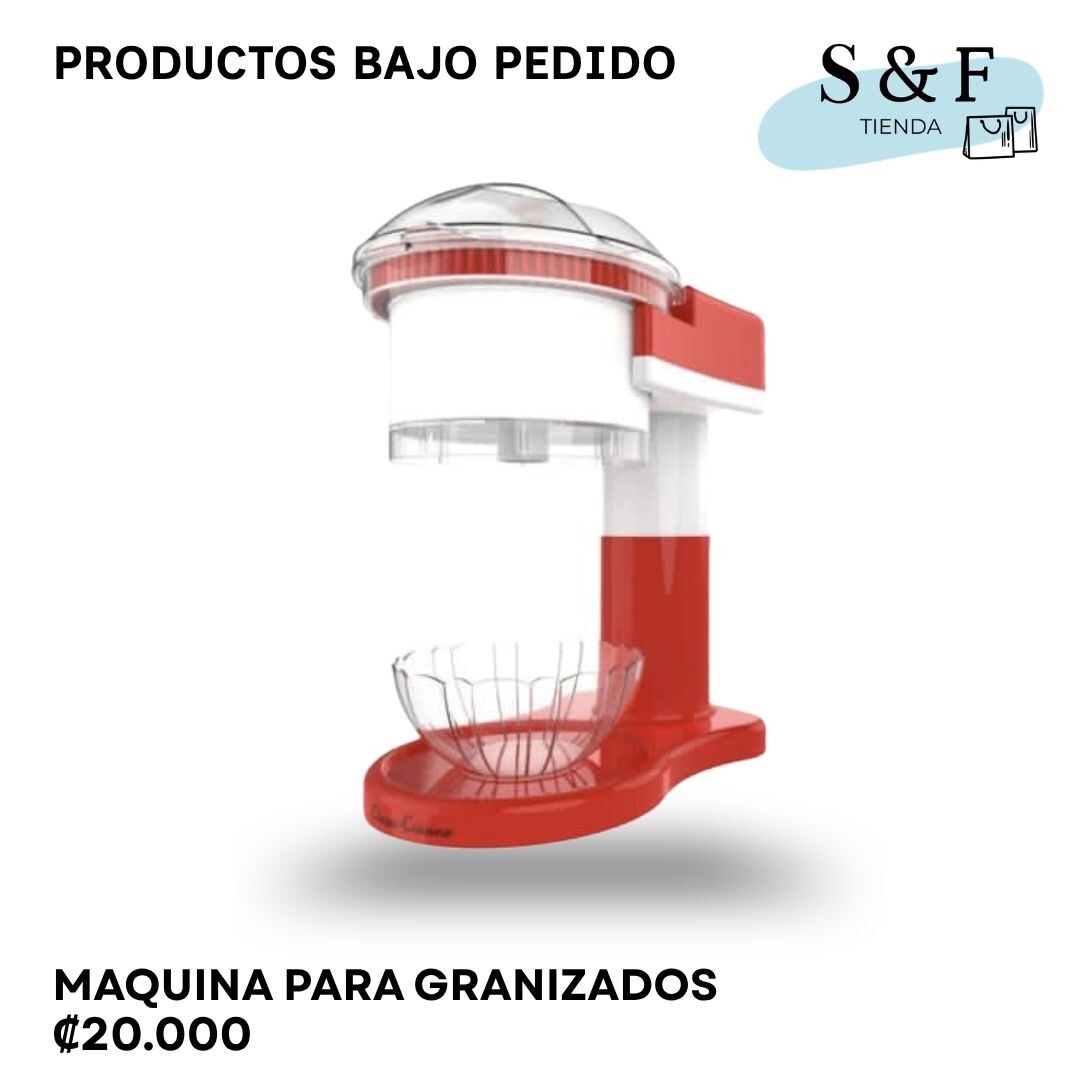 PRODUCTOS BAJO PEDIDO
S & F
TIENDA
MAQUINA PARA GRANIZADOS
₡20.000